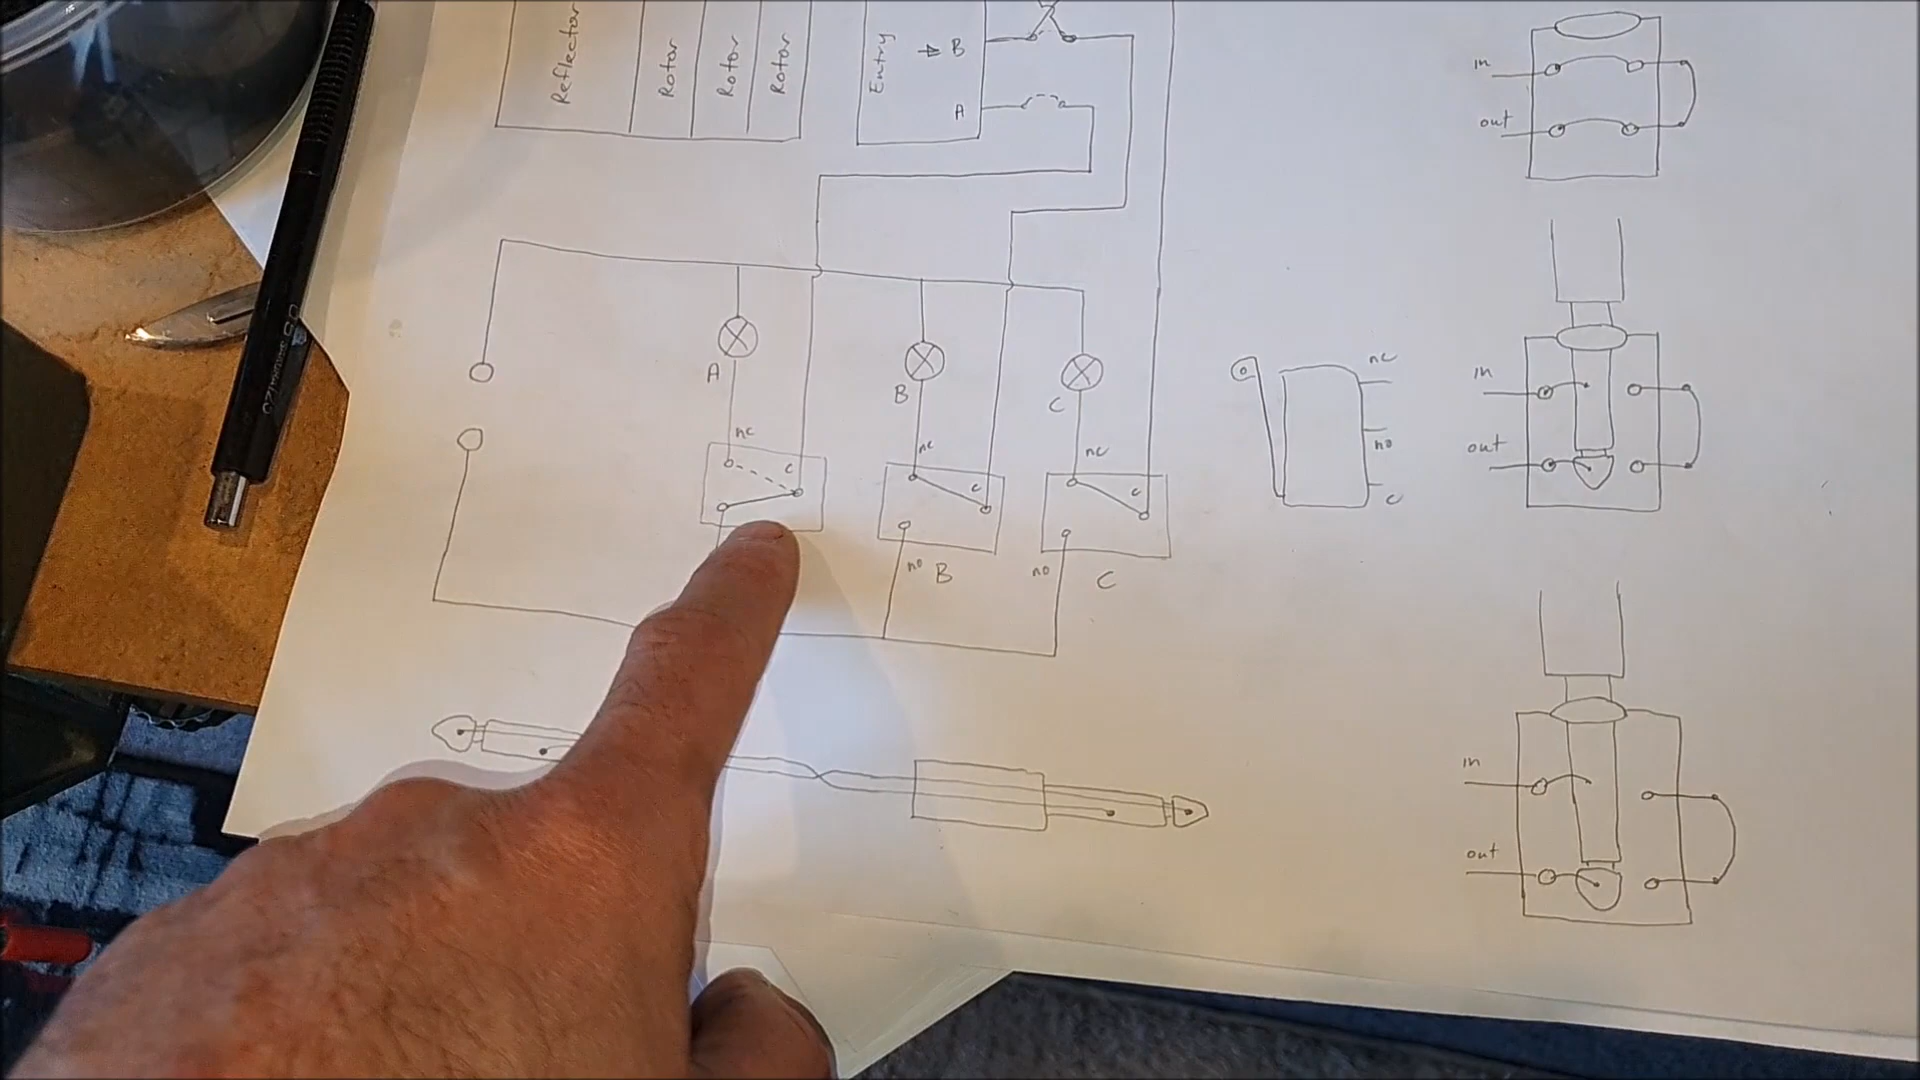 Reflector
Rotor
Rotor
Rotor
Entry
B
A
in
out
A
B
C
nc
c
nc
c
nc
c
no
B
no
C
nc
no
c
in
out
in
out